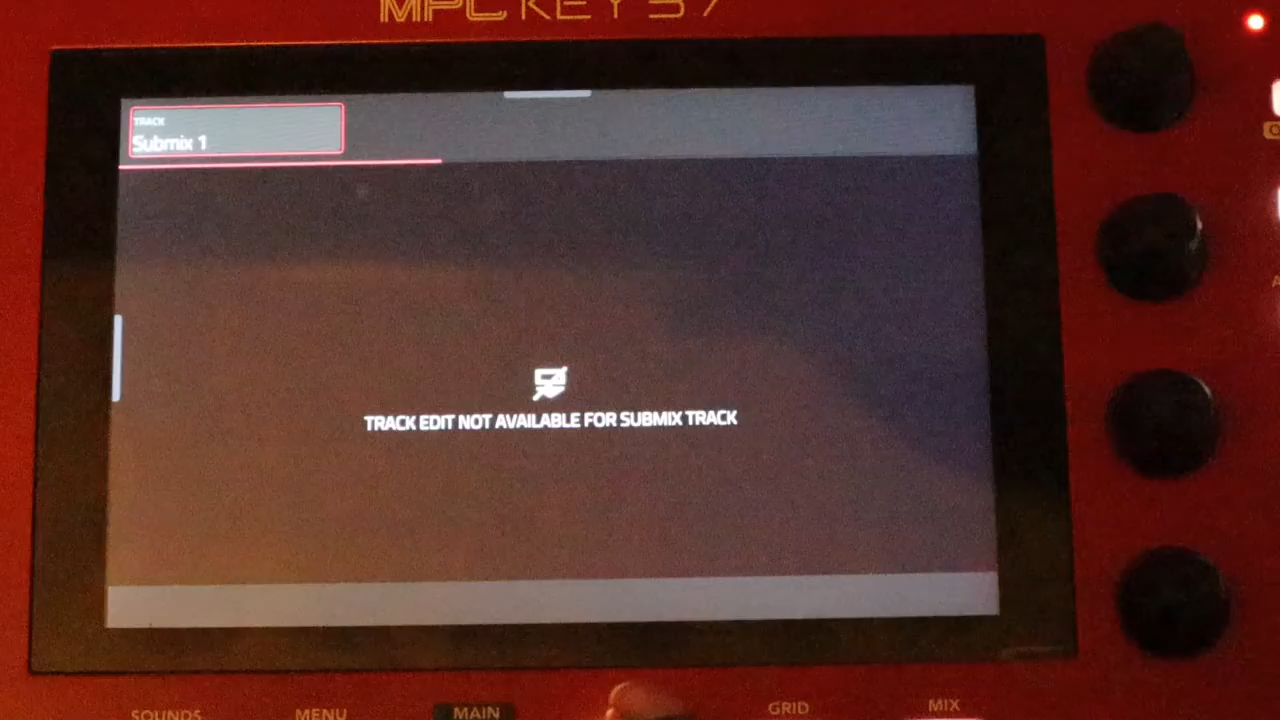 MPC KEY 37
TRACK
Submix 1
TRACK EDIT NOT AVAILABLE FOR SUBMIX TRACK
SOUNDS
MENU
MAIN
GRID
MIX